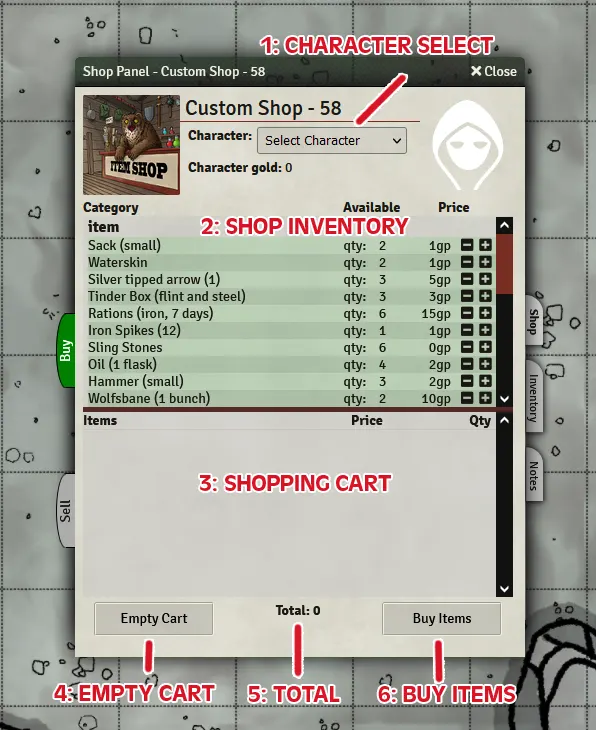 1: CHARACTER SELECT
Shop Panel - Custom Shop - 58
Close
ITEM SHOP
Custom Shop - 58
Character: Select Character
Character gold: 0
Category Available Price
2: SHOP INVENTORY
item
Sack (small) qty: 2 1gp
Waterskin qty: 2 1gp
Silver tipped arrow (1) qty: 3 5gp
Tinder Box (flint and steel) qty: 3 3gp
Rations (iron, 7 days) qty: 6 15gp
Iron Spikes (12) qty: 1 1gp
Sling Stones qty: 6 0gp
Oil (1 flask) qty: 4 2gp
Hammer (small) qty: 3 2gp
Wolfsbane (1 bunch) qty: 2 10gp
Buy
Sell
Shop
Inventory
Notes
Items Price Qty
3: SHOPPING CART
Empty Cart
Total: 0
Buy Items
4: EMPTY CART
5: TOTAL
6: BUY ITEMS